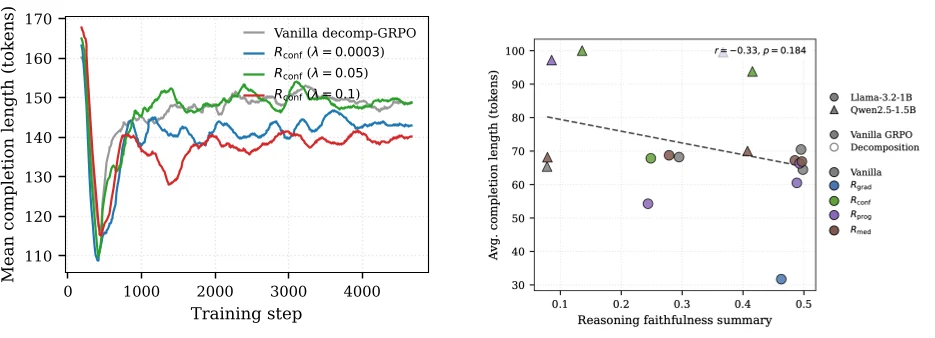 170
160
150
140
130
120
110
0
1000
2000
3000
4000
Mean completion length (tokens)
Training step
Vanilla decomp-GRPO
R_conf (λ = 0.0003)
R_conf (λ = 0.05)
R_conf (λ = 0.1)
100
90
80
70
60
50
40
30
0.1
0.2
0.3
0.4
0.5
Avg. completion length (tokens)
Reasoning faithfulness summary
r = −0.33, p = 0.184
Llama-3.2-1B
Qwen2.5-1.5B
Vanilla GRPO
Decomposition
Vanilla
R_grad
R_conf
R_prog
R_med